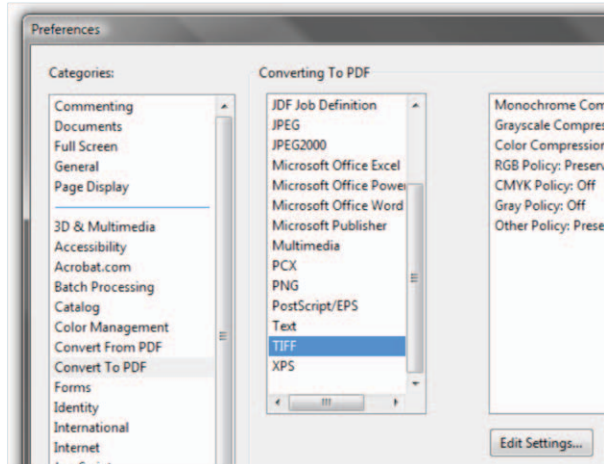 Preferences
Categories:
Commenting
Documents
Full Screen
General
Page Display
3D & Multimedia
Accessibility
Acrobat.com
Batch Processing
Catalog
Color Management
Convert From PDF
Convert To PDF
Forms
Identity
International
Internet
Converting To PDF
JDF Job Definition
JPEG
JPEG2000
Microsoft Office Excel
Microsoft Office Power
Microsoft Office Word
Microsoft Publisher
Multimedia
PCX
PNG
PostScript/EPS
Text
TIFF
XPS
Monochrome Com
Grayscale Compres
Color Compression
RGB Policy: Preserv
CMYK Policy: Off
Gray Policy: Off
Other Policy: Prese
Edit Settings...